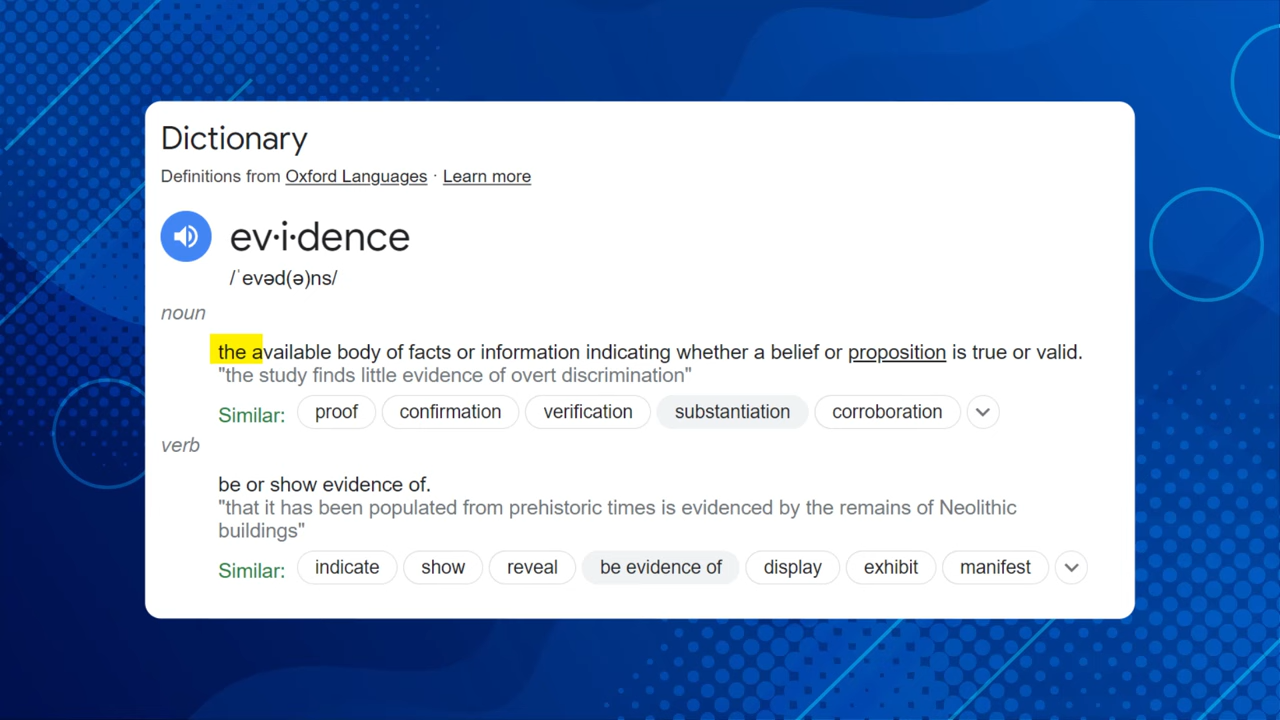 Dictionary
Definitions from Oxford Languages · Learn more
ev·i·dence
/ˈevəd(ə)ns/
noun
the available body of facts or information indicating whether a belief or proposition is true or valid.
"the study finds little evidence of overt discrimination"
Similar: proof confirmation verification substantiation corroboration
verb
be or show evidence of.
"that it has been populated from prehistoric times is evidenced by the remains of Neolithic
buildings"
Similar: indicate show reveal be evidence of display exhibit manifest